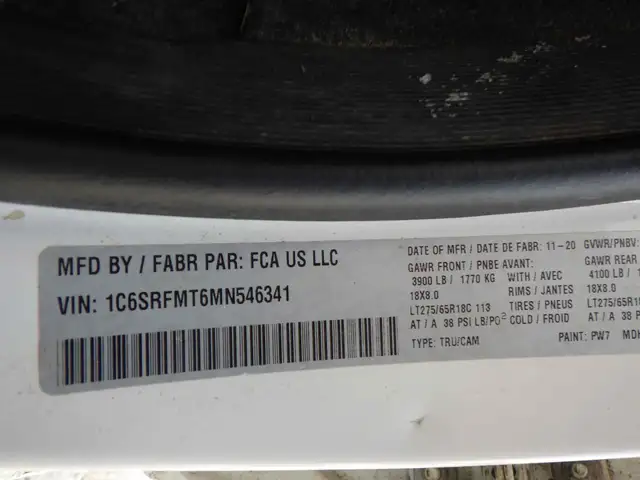 MFD BY / FABR PAR: FCA US LLC
VIN: 1C6SRFMT6MN546341
DATE OF MFR / DATE DE FABR: 11-20 GVWR/PNBV:
GAWR FRONT / PNBE AVANT: GAWR REAR
3900 LB / 1770 KG WITH / AVEC 4100 LB /
18X8.0 RIMS / JANTES 18X8.0
LT275/65R18C 113 TIRES / PNEUS LT275/65R18
AT / A 38 PSI COLD / FROID AT / A 38
TYPE: TRU/CAM PAINT: PW7